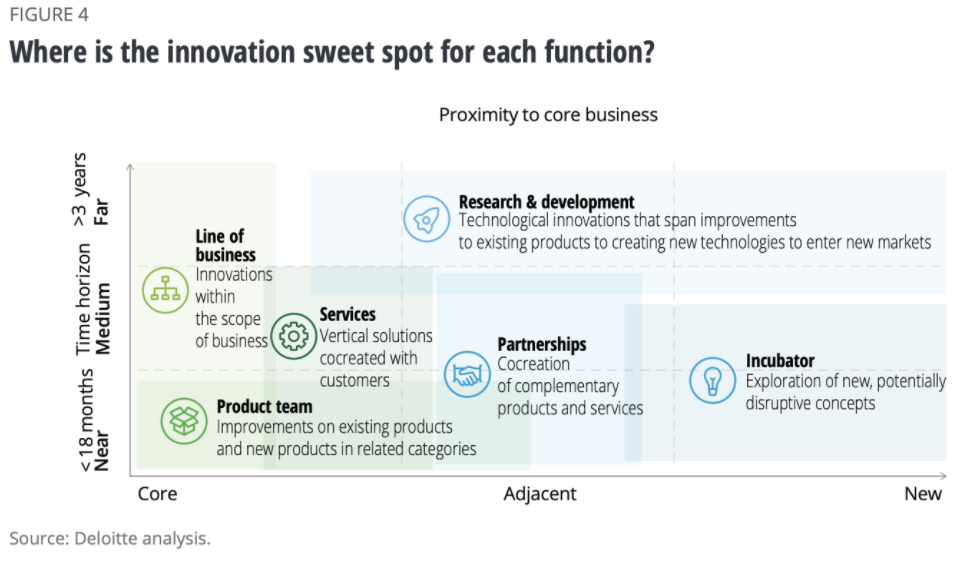 FIGURE 4
Where is the innovation sweet spot for each function?
Proximity to core business
>3 years
Far
Time horizon
Medium
<18 months
Near
Line of
business
Innovations
within
the scope
of business
Research & development
Technological innovations that span improvements
to existing products to creating new technologies to enter new markets
Services
Vertical solutions
cocreated with
customers
Partnerships
Cocreation
of complementary
products and services
Incubator
Exploration of new, potentially
disruptive concepts
Product team
Improvements on existing products
and new products in related categories
Core
Adjacent
New
Source: Deloitte analysis.